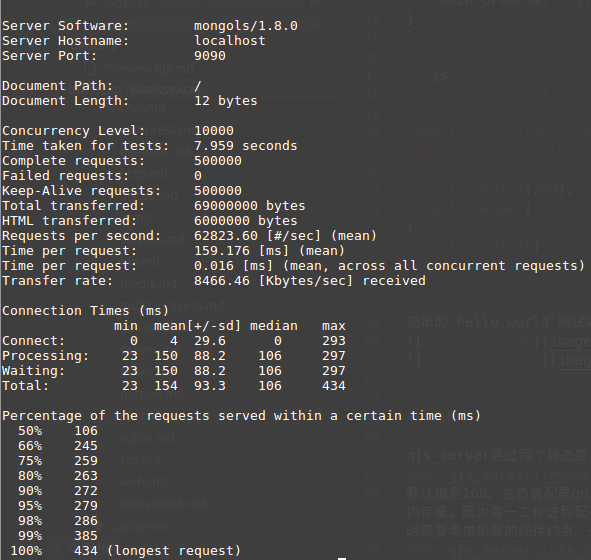 Server Software: mongols/1.8.0
Server Hostname: localhost
Server Port: 9090
Document Path: /
Document Length: 12 bytes
Concurrency Level: 10000
Time taken for tests: 7.959 seconds
Complete requests: 500000
Failed requests: 0
Keep-Alive requests: 500000
Total transferred: 69000000 bytes
HTML transferred: 6000000 bytes
Requests per second: 62823.60 [#/sec] (mean)
Time per request: 159.176 [ms] (mean)
Time per request: 0.016 [ms] (mean, across all concurrent requests)
Transfer rate: 8466.46 [Kbytes/sec] received
Connection Times (ms)
min mean[+/-sd] median max
Connect: 0 4 29.6 0 293
Processing: 23 150 88.2 106 297
Waiting: 23 150 88.2 106 297
Total: 23 154 93.3 106 434
Percentage of the requests served within a certain time (ms)
50% 106
66% 245
75% 259
80% 263
90% 272
95% 279
98% 286
99% 385
100% 434 (longest request)